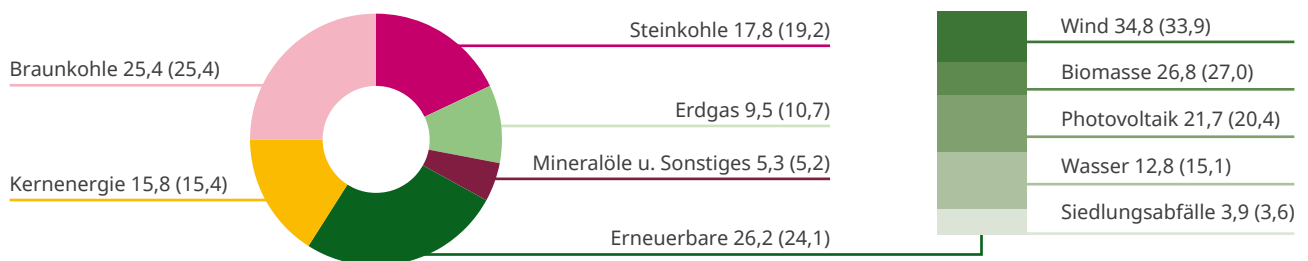 Steinkohle 17,8 (19,2)
Braunkohle 25,4 (25,4)
Erdgas 9,5 (10,7)
Mineralöle u. Sonstiges 5,3 (5,2)
Kernenergie 15,8 (15,4)
Erneuerbare 26,2 (24,1)
Wind 34,8 (33,9)
Biomasse 26,8 (27,0)
Photovoltaik 21,7 (20,4)
Wasser 12,8 (15,1)
Siedlungsabfälle 3,9 (3,6)